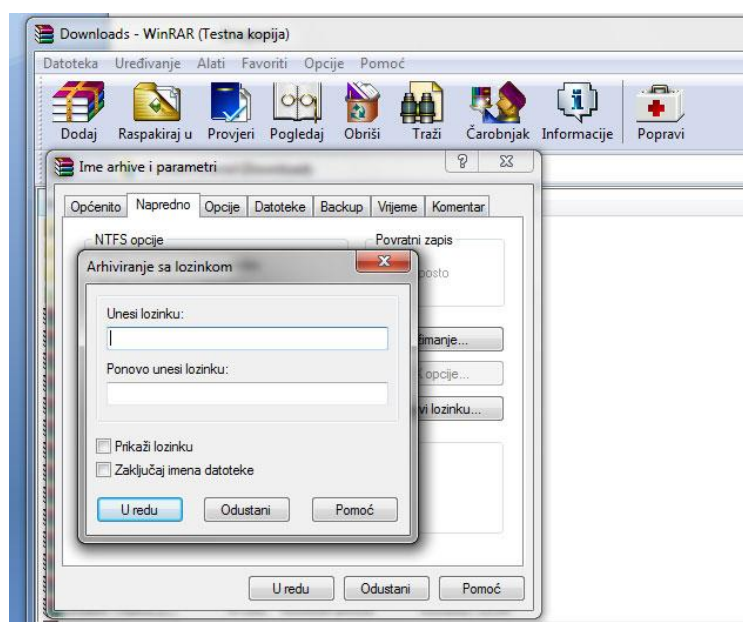 Downloads - WinRAR (Testna kopija)
Datoteka Uređivanje Alati Favoriti Opcije Pomoć
Dodaj Raspakiraj u Provjeri Pogledaj Obriši Traži Čarobnjak Informacije Popravi
Ime arhive i parametri
Općenito Napredno Opcije Datoteke Backup Vrijeme Komentar
NTFS opcije Povratni zapis
Arhiviranje sa lozinkom
Unesi lozinku:
Ponovo unesi lozinku:
opcije...
lozinku...
Prikaži lozinku
Zaključaj imena datoteke
U redu Odustani Pomoć
U redu Odustani Pomoć